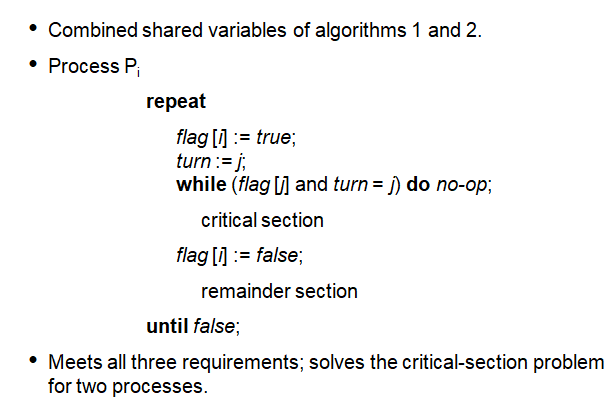 • Combined shared variables of algorithms 1 and 2.
• Process Pi
repeat
flag [i] := true;
turn := j;
while (flag [j] and turn = j) do no-op;
critical section
flag [i] := false;
remainder section
until false;
• Meets all three requirements; solves the critical-section problem
for two processes.